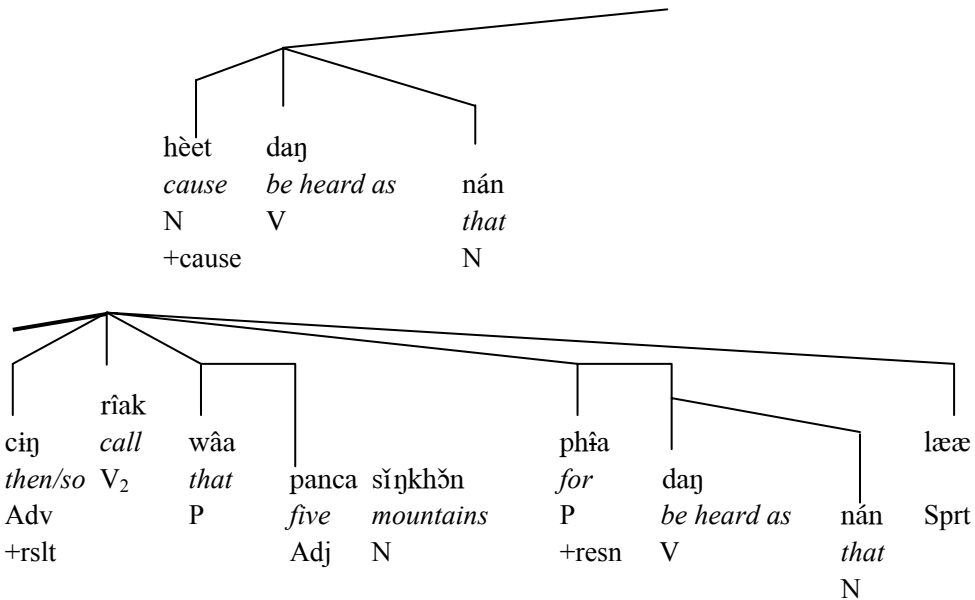 hèet daŋ
cause be heard as nán
N V that
+cause N
rîak
cɨŋ call wâa phɨ̂a lææ
then/so V₂ that panca sǐŋkhɔ̌n for daŋ
Adv P five mountains P be heard as nán Sprt
+rslt Adj N +resn V that
N